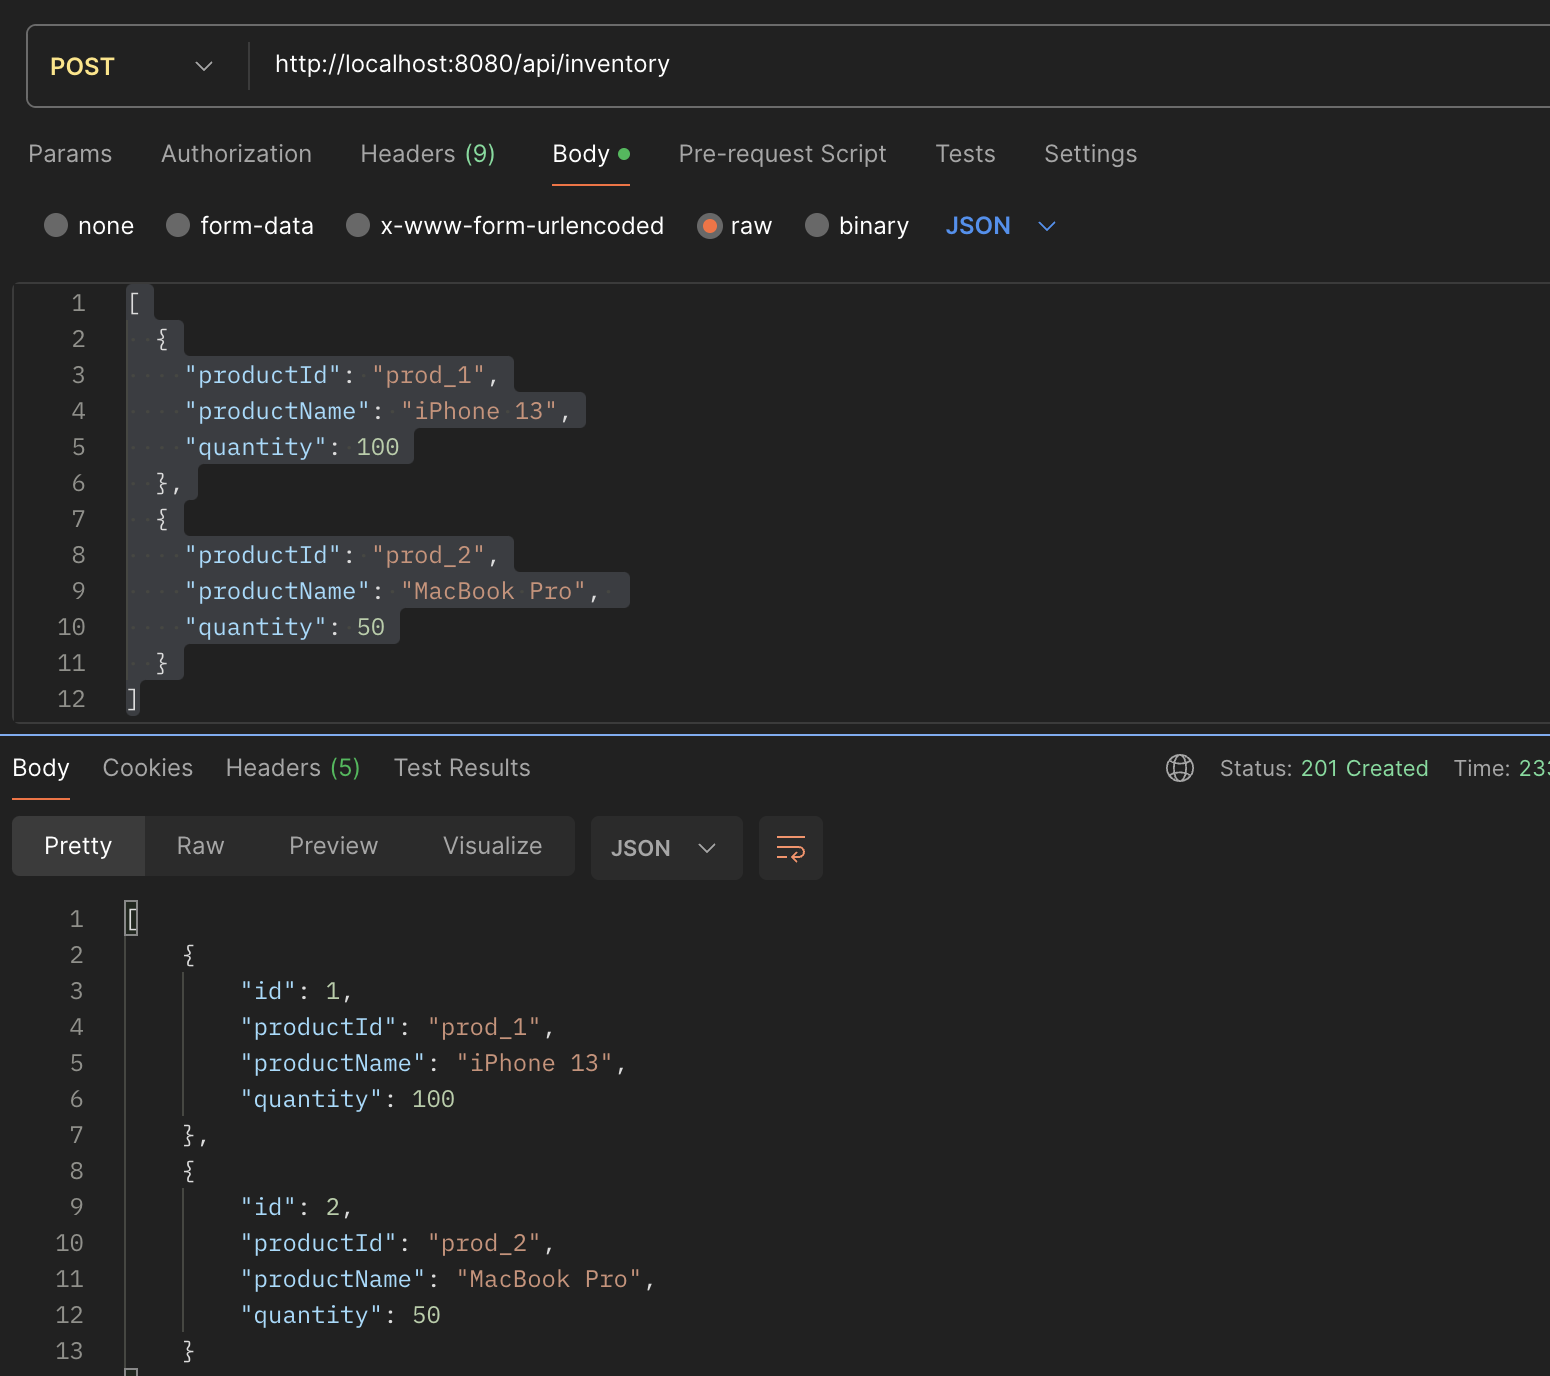 POST http://localhost:8080/api/inventory
Params Authorization Headers (9) Body Pre-request Script Tests Settings
none form-data x-www-form-urlencoded raw binary JSON
1 [
2 {
3 "productId": "prod_1",
4 "productName": "iPhone 13",
5 "quantity": 100
6 },
7 {
8 "productId": "prod_2",
9 "productName": "MacBook Pro",
10 "quantity": 50
11 }
12 ]
Body Cookies Headers (5) Test Results Status: 201 Created Time: 233
Pretty Raw Preview Visualize JSON
1 [
2 {
3 "id": 1,
4 "productId": "prod_1",
5 "productName": "iPhone 13",
6 "quantity": 100
7 },
8 {
9 "id": 2,
10 "productId": "prod_2",
11 "productName": "MacBook Pro",
12 "quantity": 50
13 }